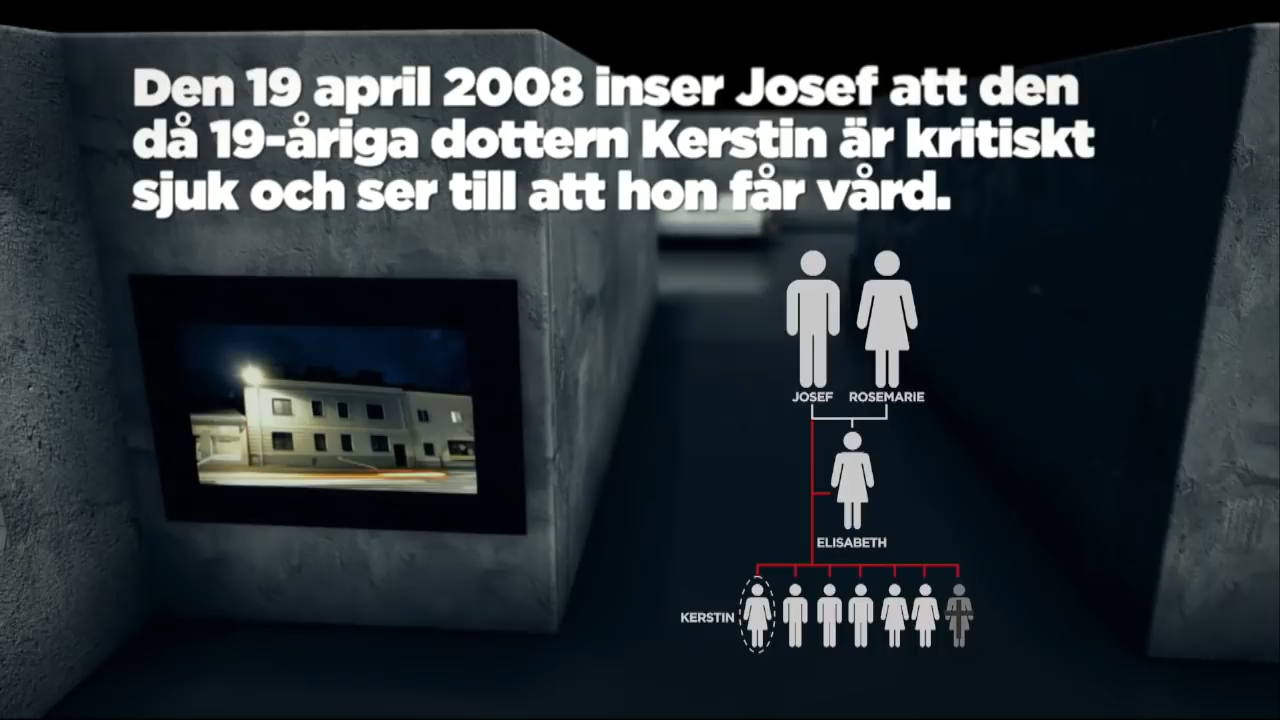 Den 19 april 2008 inser Josef att den
då 19-åriga dottern Kerstin är kritiskt
sjuk och ser till att hon får vård.
JOSEF ROSEMARIE
ELISABETH
KERSTIN